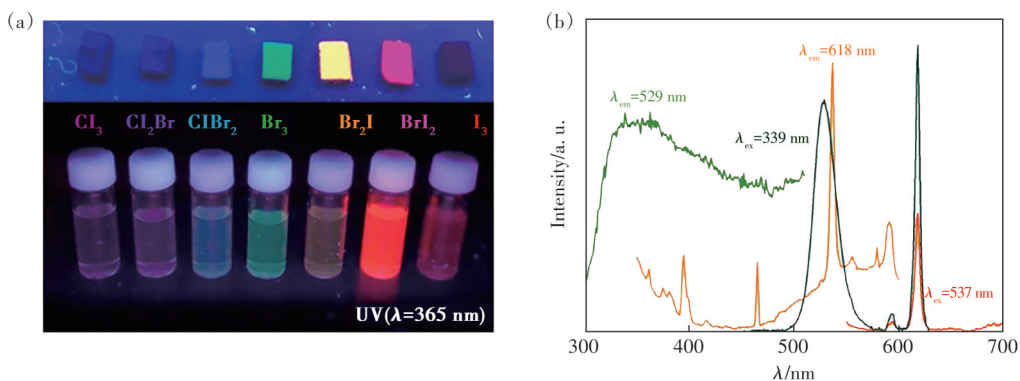 (a)
CI₃ CI₂Br CIBr₂ Br₃ Br₂I BrI₂ I₃
UV(λ=365 nm)
(b)
λem=618 nm
λem=529 nm
λex=339 nm
λex=537 nm
Intensity/a. u.
300 400 500 600 700
λ/nm